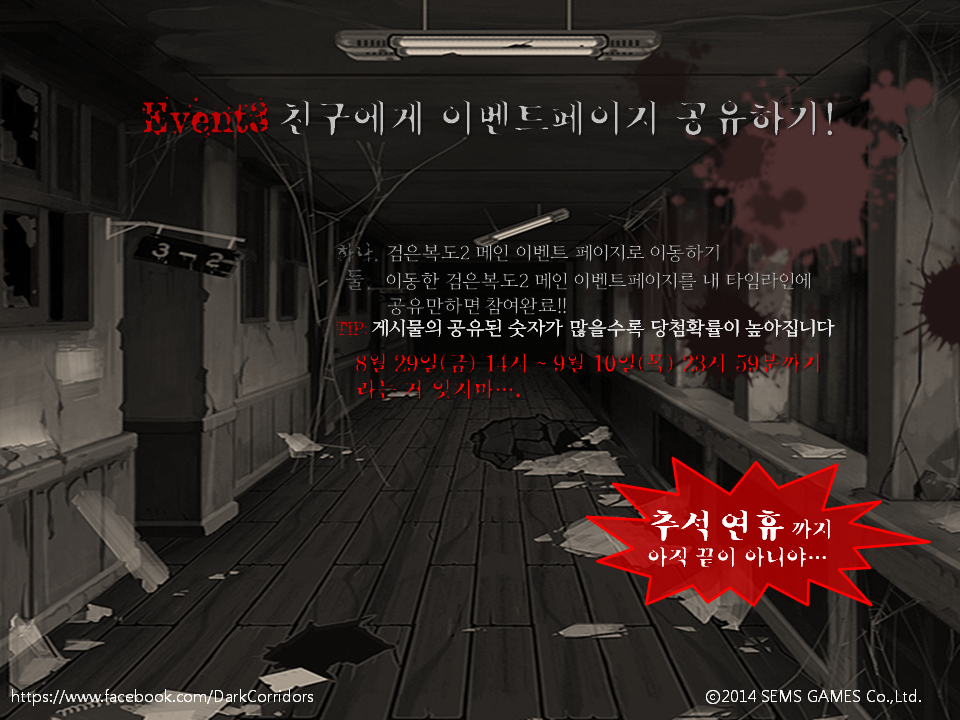 Event3 친구에게 이벤트페이지 공유하기!
3-2
하나. 검은복도2 메인 이벤트 페이지로 이동하기
둘. 이동한 검은복도2 메인 이벤트페이지를 내 타임라인에
공유만하면 참여완료!!
TIP: 게시물의 공유된 숫자가 많을수록 당첨확률이 높아집니다
8월 29일(금) 14시 ~ 9월 10일(목) 23시 59분까지
라는 거 잊지마….
추석 연휴 까지
아직 끝이 아니야…
https://www.facebook.com/DarkCorridors
©2014 SEMS GAMES Co.,Ltd.